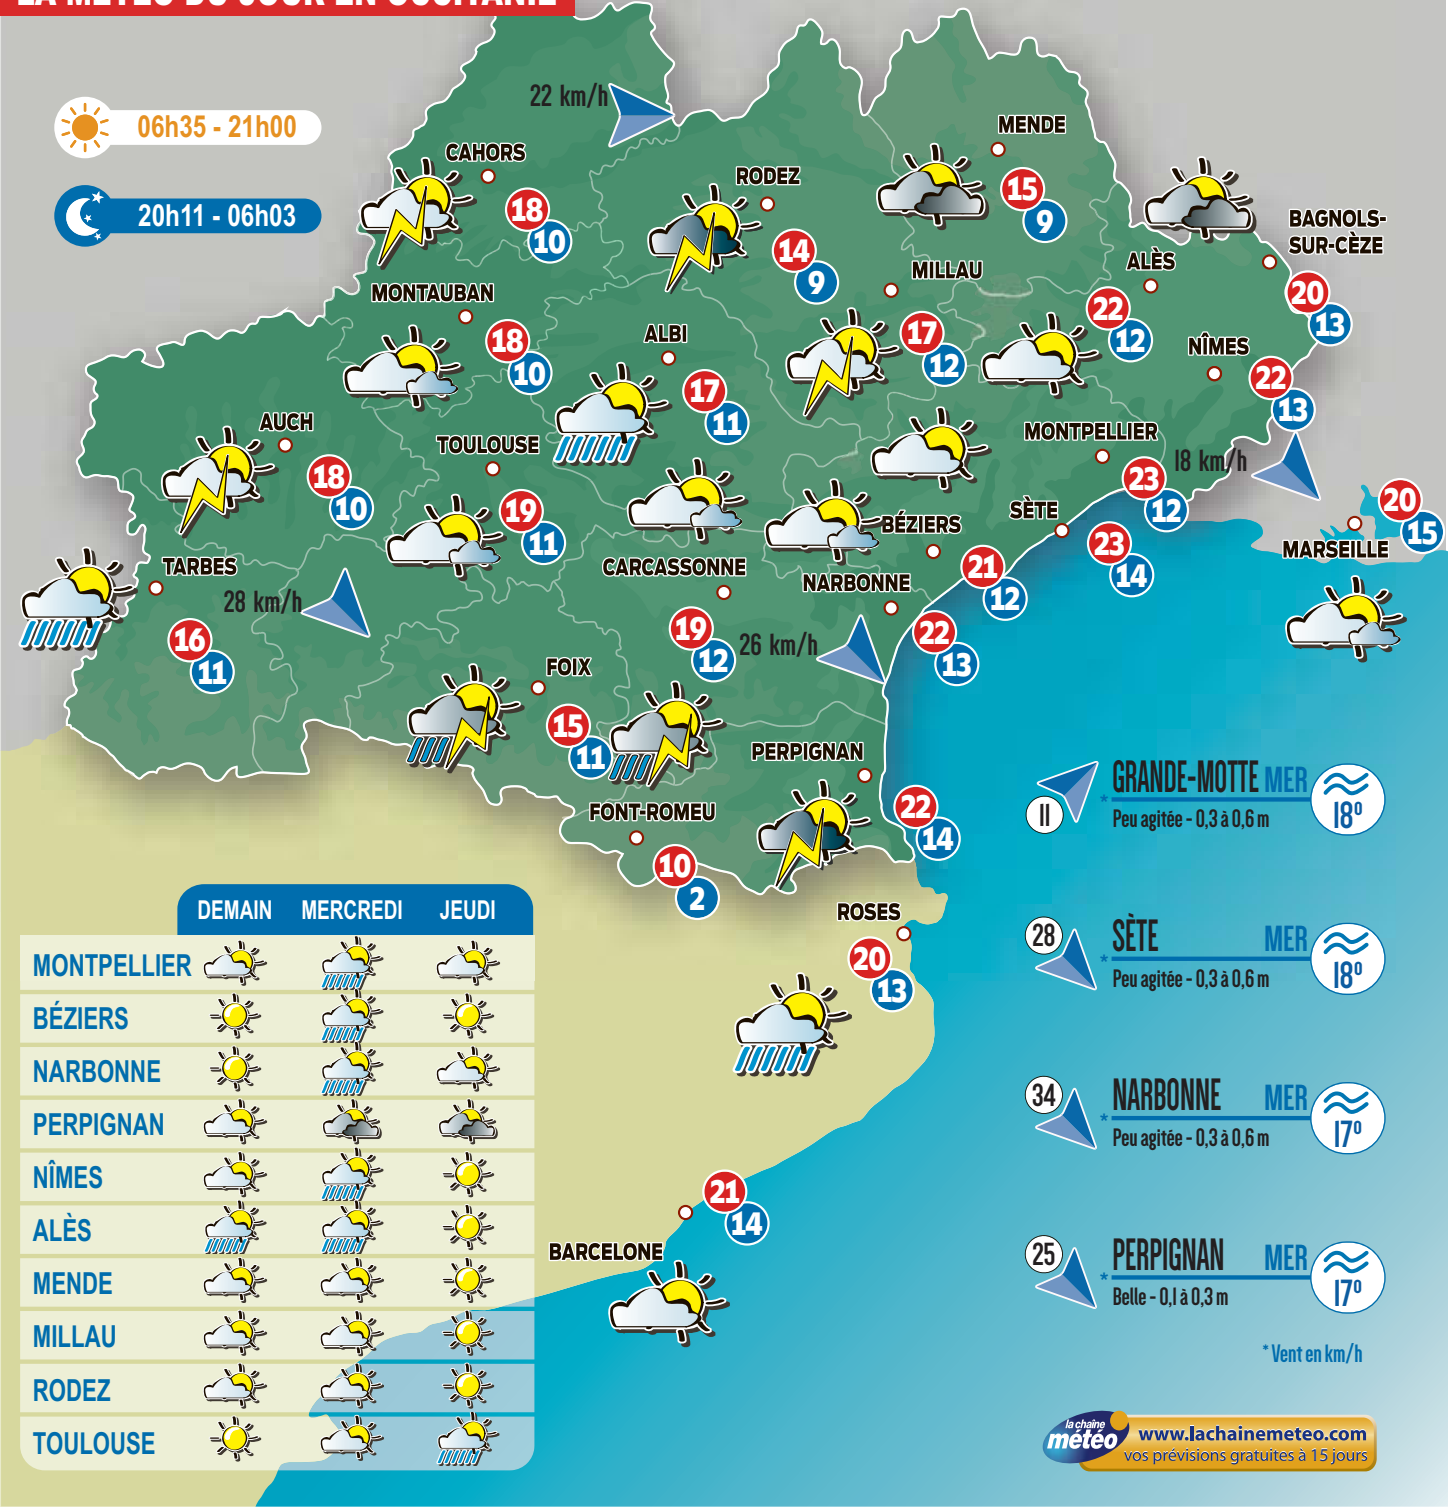 LA MÉTÉO DU JOUR EN OCCITANIE
06h35 - 21h00
20h11 - 06h03
22 km/h
CAHORS
18
10
RODEZ
14
9
MENDE
15
9
BAGNOLS-
SUR-CÈZE
20
13
MONTAUBAN
18
10
ALBI
17
11
MILLAU
17
12
ALÈS
22
12
NÎMES
22
13
AUCH
18
10
TOULOUSE
19
11
MONTPELLIER
23
12
18 km/h
SÈTE
23
14
BÉZIERS
21
12
MARSEILLE
20
15
TARBES
16
11
28 km/h
CARCASSONNE
19
12
NARBONNE
22
13
26 km/h
FOIX
15
11
PERPIGNAN
22
14
FONT-ROMEU
10
2
ROSES
20
13
BARCELONE
21
14
DEMAIN MERCREDI JEUDI
MONTPELLIER
BÉZIERS
NARBONNE
PERPIGNAN
NÎMES
ALÈS
MENDE
MILLAU
RODEZ
TOULOUSE
11
* GRANDE-MOTTE MER 18°
Peu agitée - 0,3 à 0,6 m
28
* SÈTE MER 18°
Peu agitée - 0,3 à 0,6 m
34
* NARBONNE MER 17°
Peu agitée - 0,3 à 0,6 m
25
* PERPIGNAN MER 17°
Belle - 0,1 à 0,3 m
* Vent en km/h
la chaîne
météo
www.lachainemeteo.com
vos prévisions gratuites à 15 jours